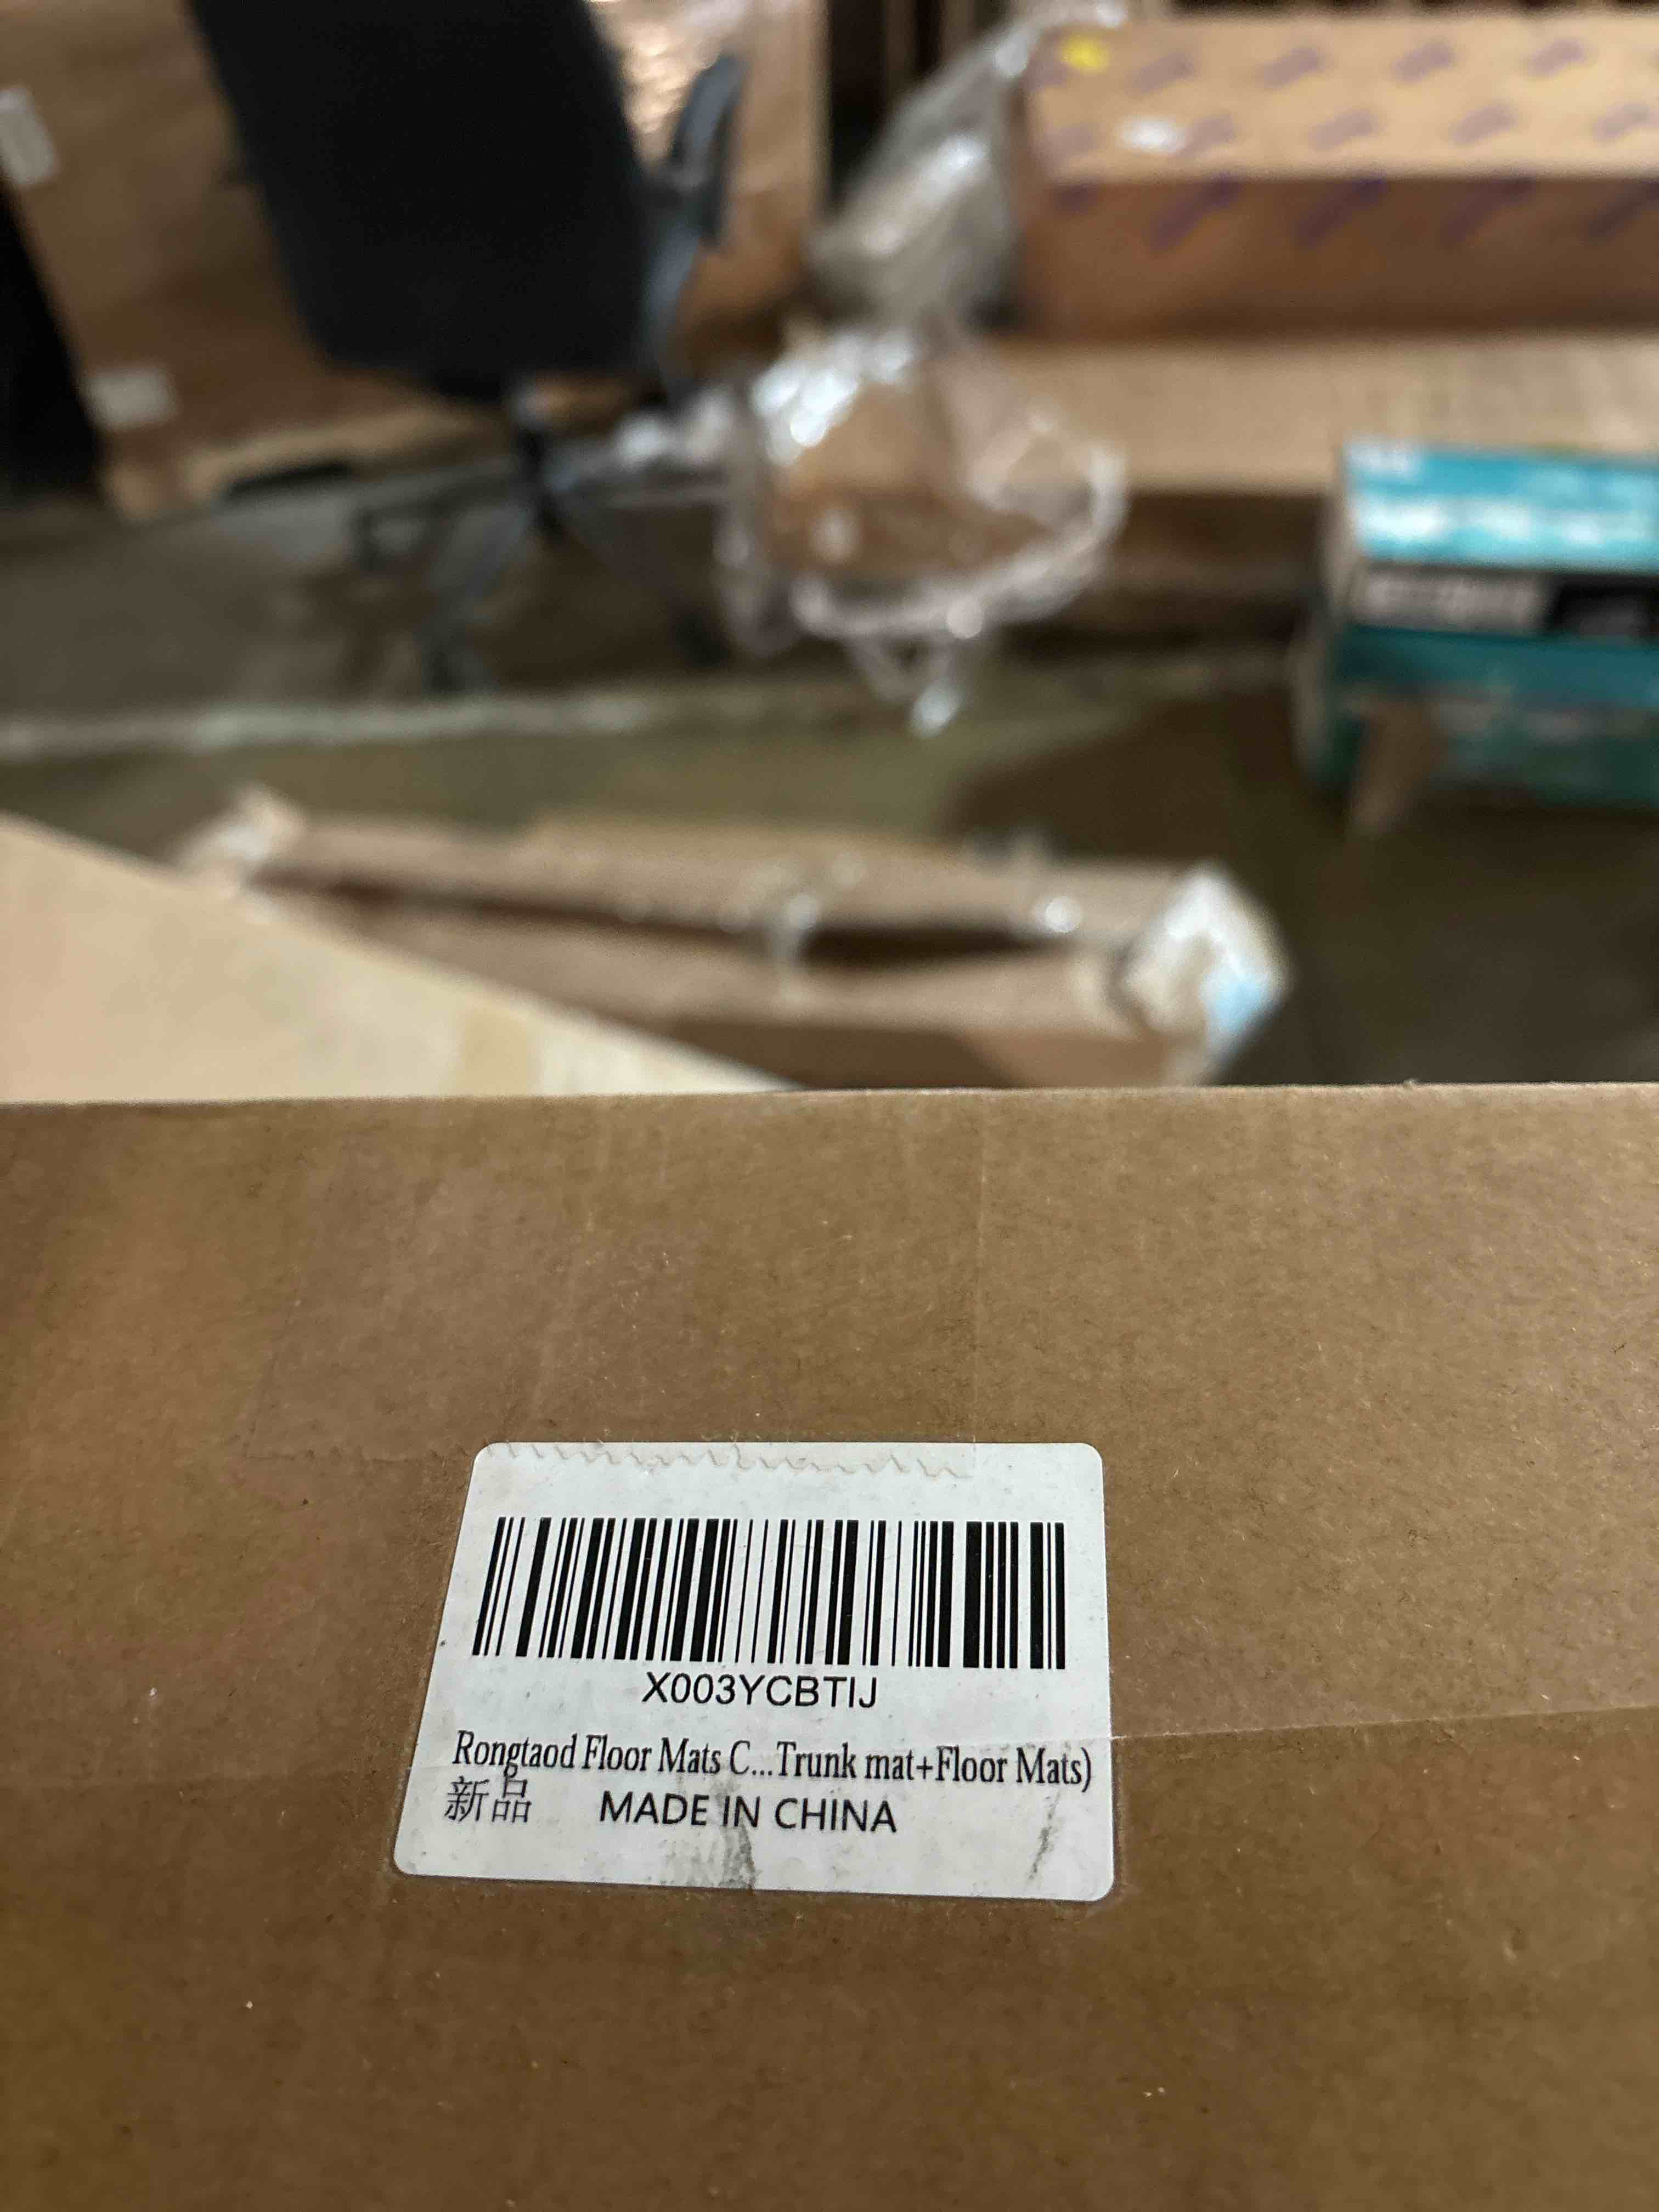 X003YCBTIJ
Rongtaod Floor Mats C...Trunk mat+Floor Mats)
新品 MADE IN CHINA